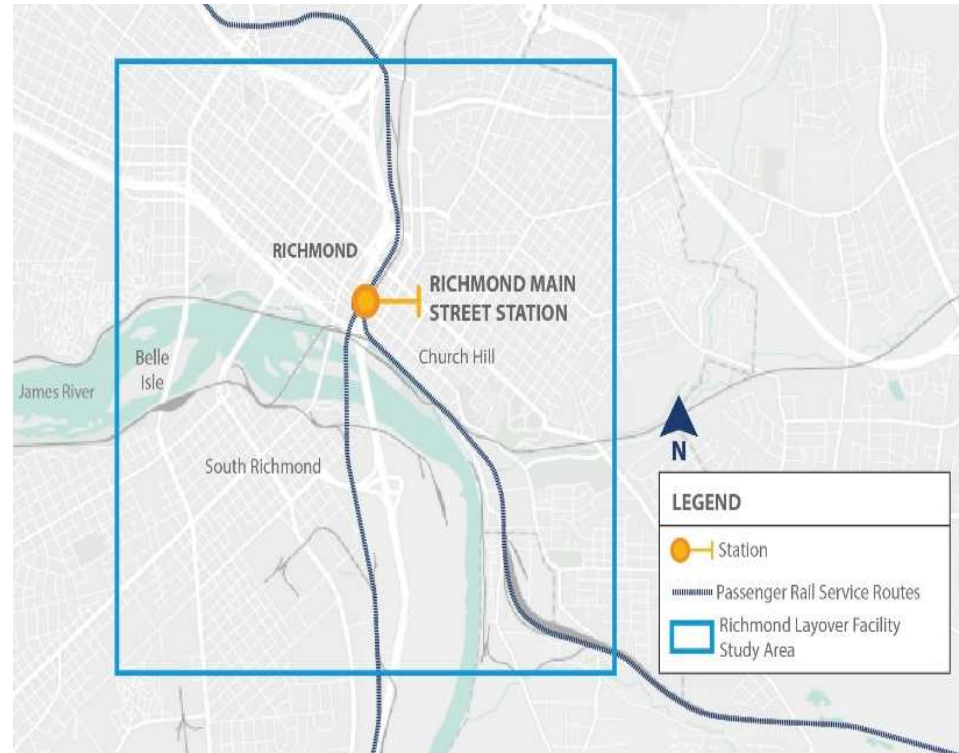 RICHMOND
RICHMOND MAIN
STREET STATION
Church Hill
Belle
Isle
James River
South Richmond
N
LEGEND
Station
Passenger Rail Service Routes
Richmond Layover Facility
Study Area